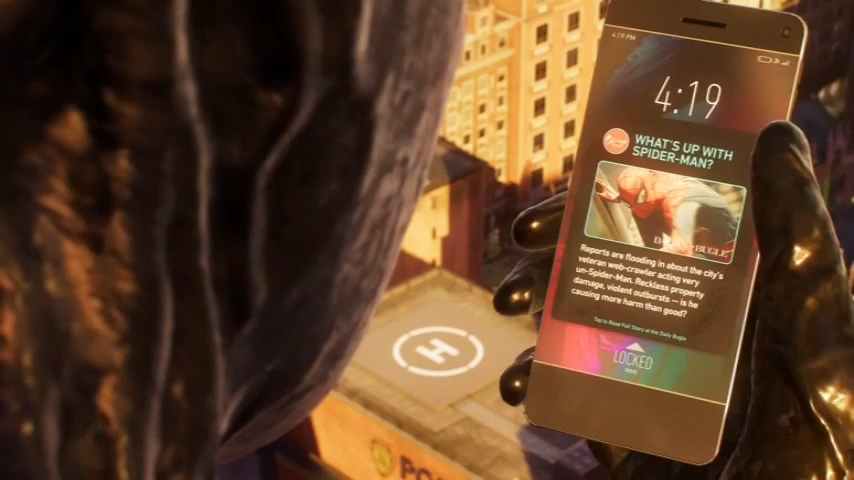 4:19 PM
4:19
WHAT'S UP WITH
SPIDER-MAN?
BUGLE
Reports are flooding in about the city's
veteran web-crawler acting very
un-Spider-Man. Reckless property
damage, violent outbursts — is he
causing more harm than good?
Tap to Read Full Story at the Daily Bugle
LOCKED
H